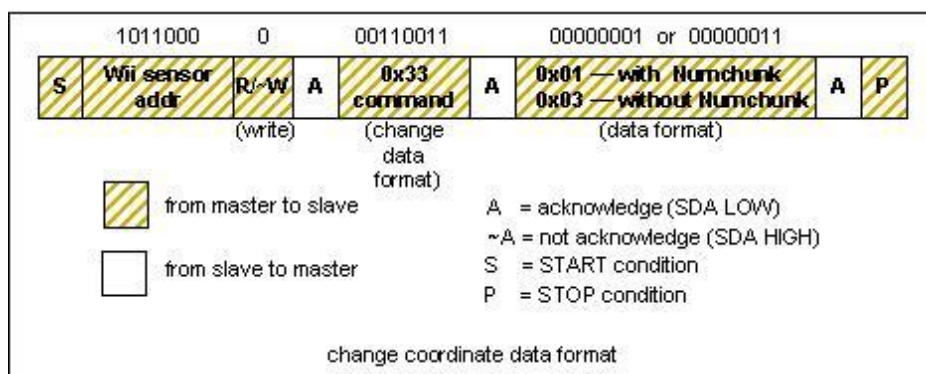 1011000 0 00110011 00000001 or 00000011
S Wii sensor addr R/~W A 0x33 command A 0x01 — with Numchunk A P
0x03 — without Numchunk
(write) (change data format) (data format)
from master to slave
from slave to master
A = acknowledge (SDA LOW)
~A = not acknowledge (SDA HIGH)
S = START condition
P = STOP condition
change coordinate data format